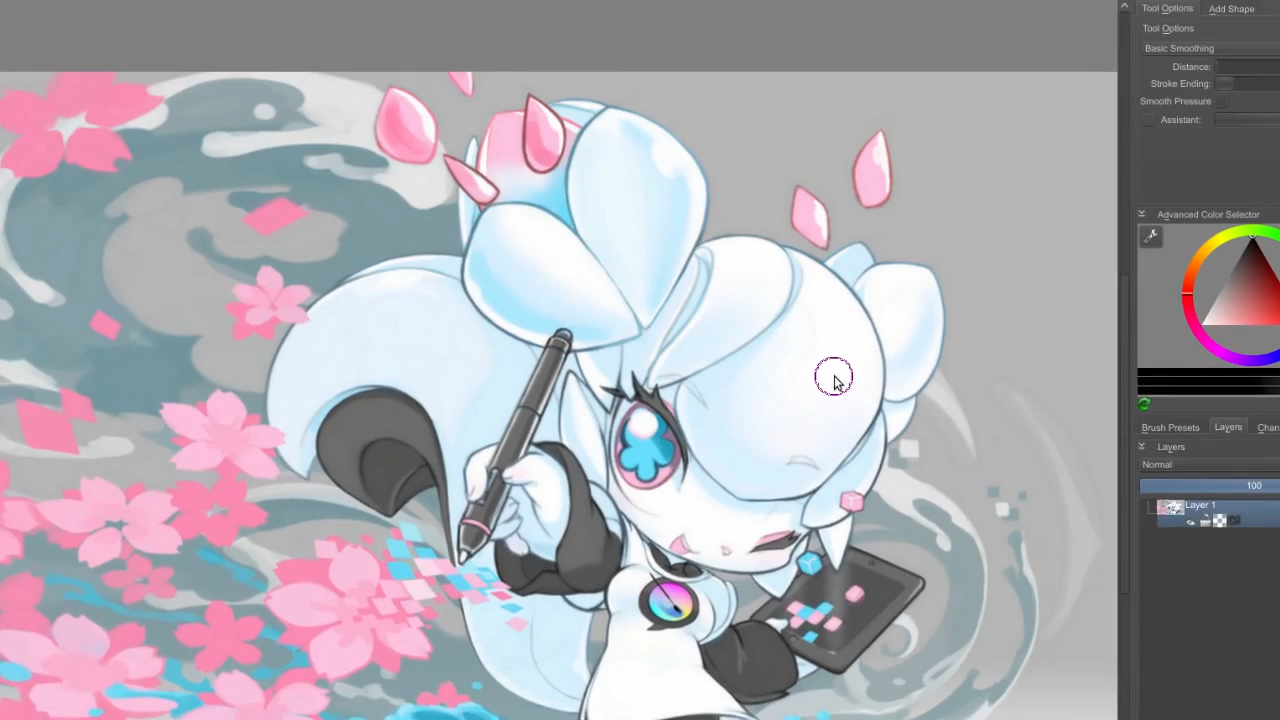 Tool Options Add Shape
Tool Options
Basic Smoothing
Distance:
Stroke Ending:
Smooth Pressure
Assistant:
Advanced Color Selector
Brush Presets Layers Chan
Layers
Normal
100
Layer 1